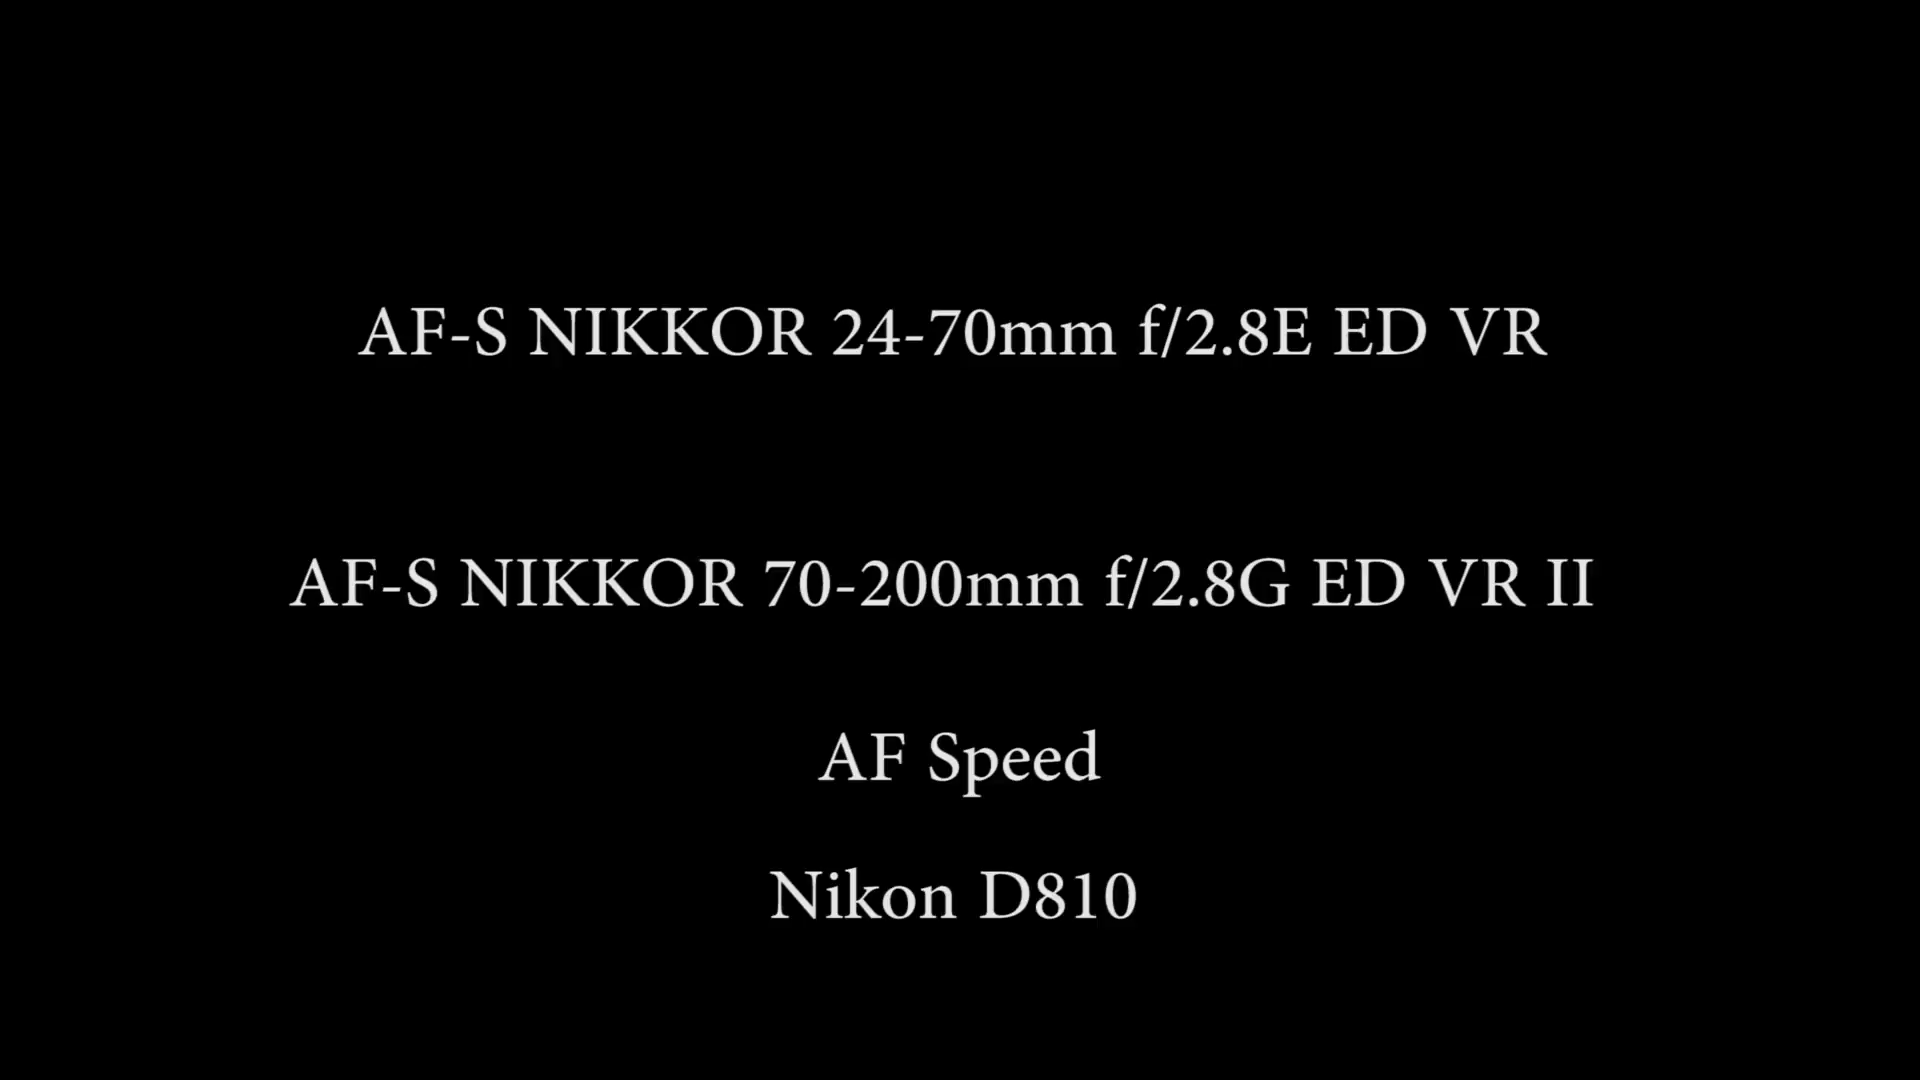 AF-S NIKKOR 24-70mm f/2.8E ED VR
AF-S NIKKOR 70-200mm f/2.8G ED VR II
AF Speed
Nikon D810